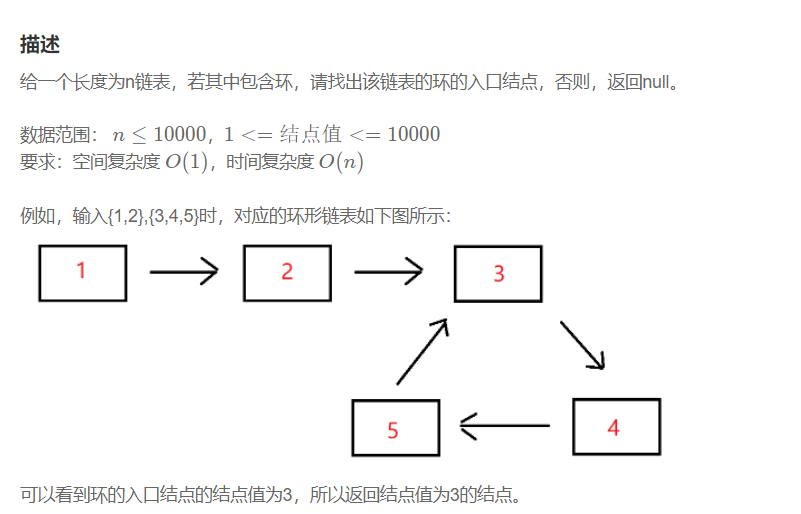 描述
给一个长度为n链表，若其中包含环，请找出该链表的环的入口结点，否则，返回null。
数据范围： n ≤ 10000，1 <= 结点值 <= 10000
要求：空间复杂度 O(1)，时间复杂度 O(n)
例如，输入{1,2},{3,4,5}时，对应的环形链表如下图所示：
1
2
3
5
4
可以看到环的入口结点的结点值为3，所以返回结点值为3的结点。